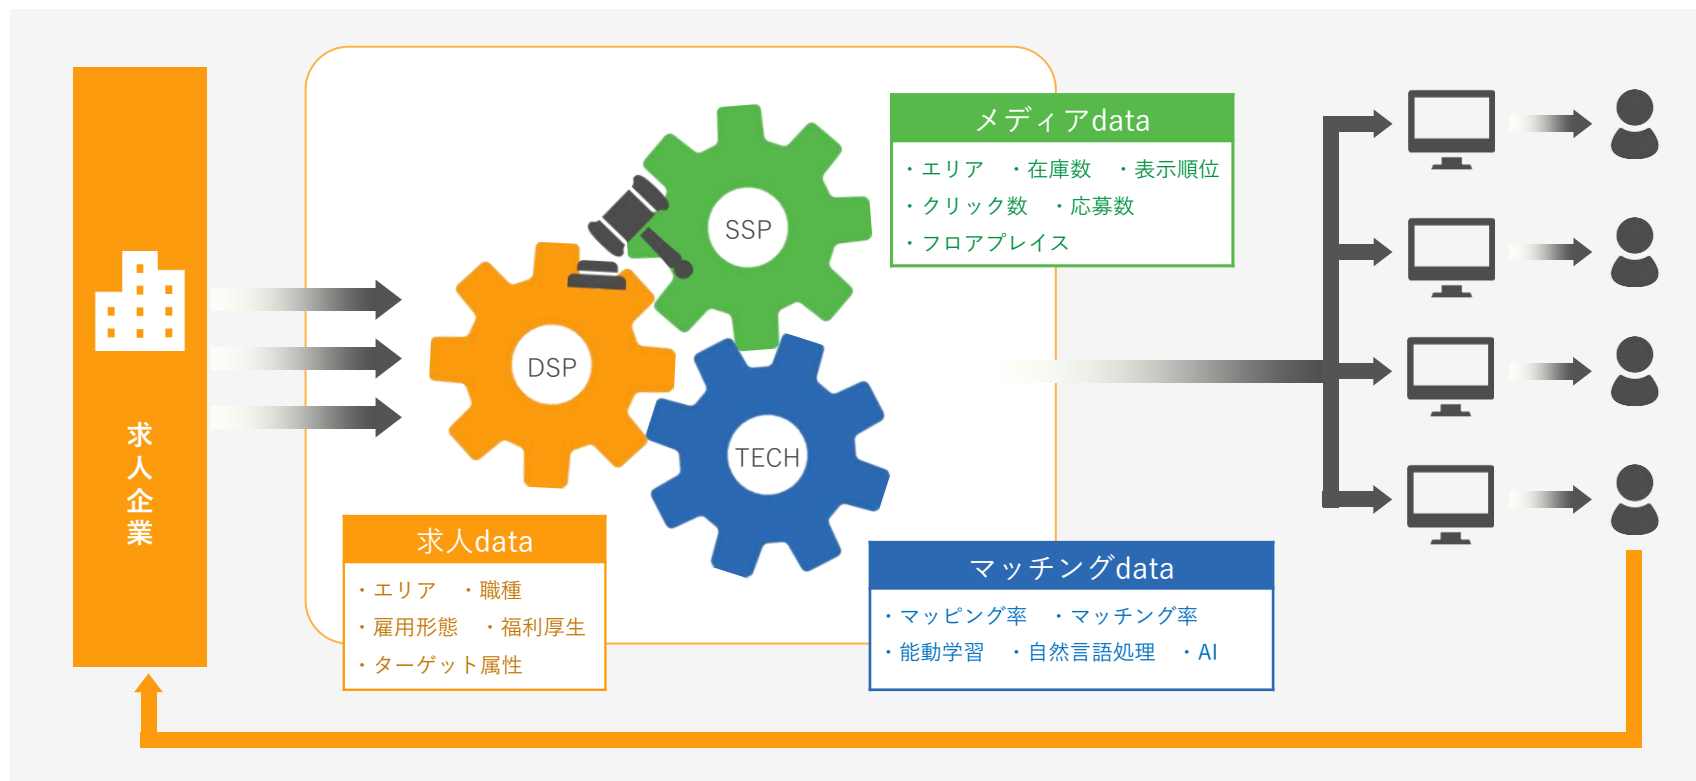 求人企業
SSP
DSP
TECH
メディアdata
・エリア　・在庫数　・表示順位
・クリック数　・応募数
・フロアプレイス
求人data
・エリア　・職種
・雇用形態　・福利厚生
・ターゲット属性
マッチングdata
・マッピング率　・マッチング率
・能動学習　・自然言語処理　・AI